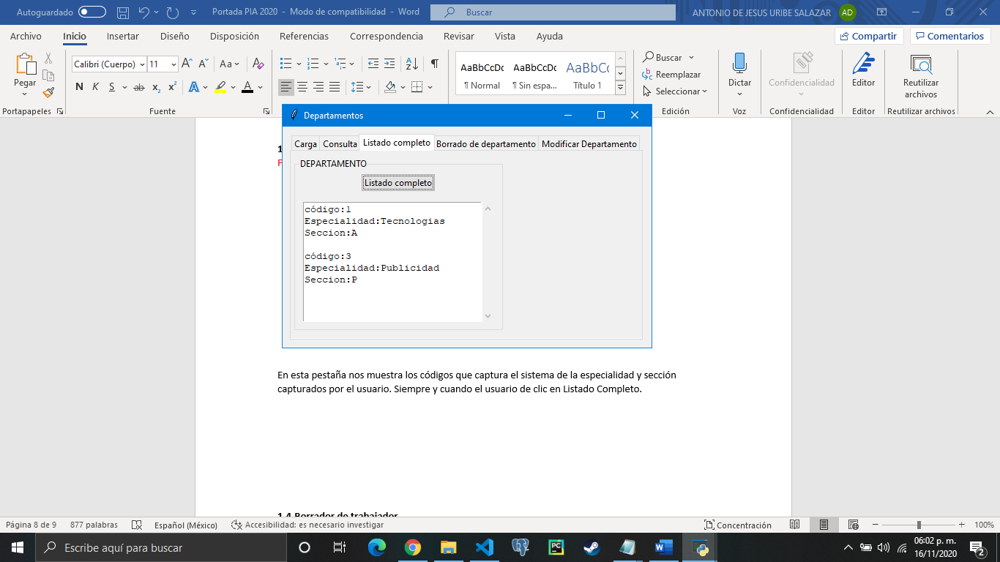 Autoguardado
Portada PIA 2020 - Modo de compatibilidad - Word
Buscar
ANTONIO DE JESUS URIBE SALAZAR
AD
Archivo Inicio Insertar Diseño Disposición Referencias Correspondencia Revisar Vista Ayuda
Compartir
Comentarios
Pegar
Calibri (Cuerpo) 11
Aa
N K S ab x₂ x²
AaBbCcDc AaBbCcDc AaBbCc
¶ Normal ¶ Sin espa... Título 1
Buscar
Reemplazar
Seleccionar
Dictar
Confidencialidad
Editor
Reutilizar
archivos
Portapapeles Fuente Edición Voz Confidencialidad Editor Reutilizar archivos
Departamentos
Carga Consulta Listado completo Borrado de departamento Modificar Departamento
DEPARTAMENTO
Listado completo
código:1
Especialidad:Tecnologias
Seccion:A
código:3
Especialidad:Publicidad
Seccion:P
En esta pestaña nos muestra los códigos que captura el sistema de la especialidad y sección
capturados por el usuario. Siempre y cuando el usuario de clic en Listado Completo.
1.4 Borrador de trabajador
Página 8 de 9 877 palabras Español (México) Accesibilidad: es necesario investigar Concentración 100%
Escribe aquí para buscar
06:02 p. m.
16/11/2020
2